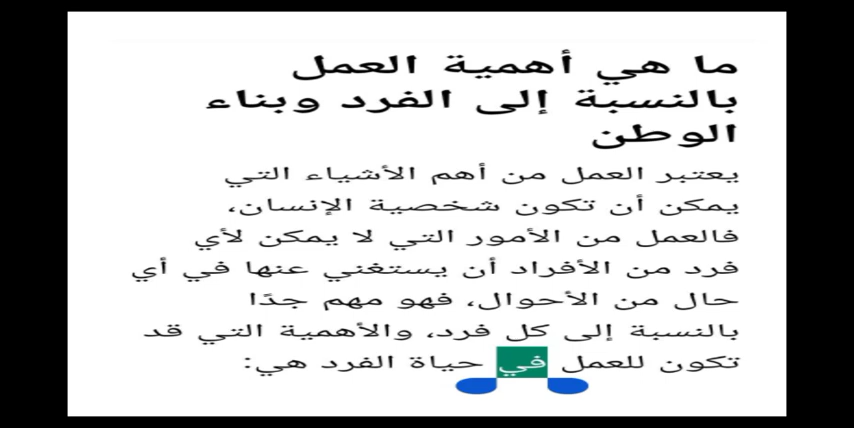 ما هي أهمية العمل
بالنسبة إلى الفرد وبناء
الوطن
يعتبر العمل من أهم الأشياء التي
يمكن أن تكون شخصية الإنسان،
فالعمل من الأمور التي لا يمكن لأي
فرد من الأفراد أن يستغني عنها في أي
حال من الأحوال، فهو مهم جدًا
بالنسبة إلى كل فرد، والأهمية التي قد
تكون للعمل في حياة الفرد هي: